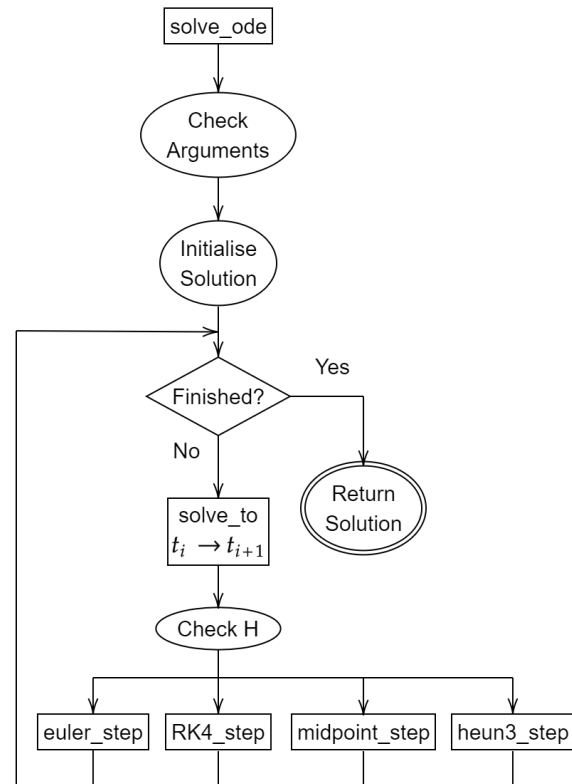 solve_ode
Check
Arguments
Initialise
Solution
Yes
Finished?
No
Return
Solution
solve_to
t_i → t_{i+1}
Check H
euler_step
RK4_step
midpoint_step
heun3_step